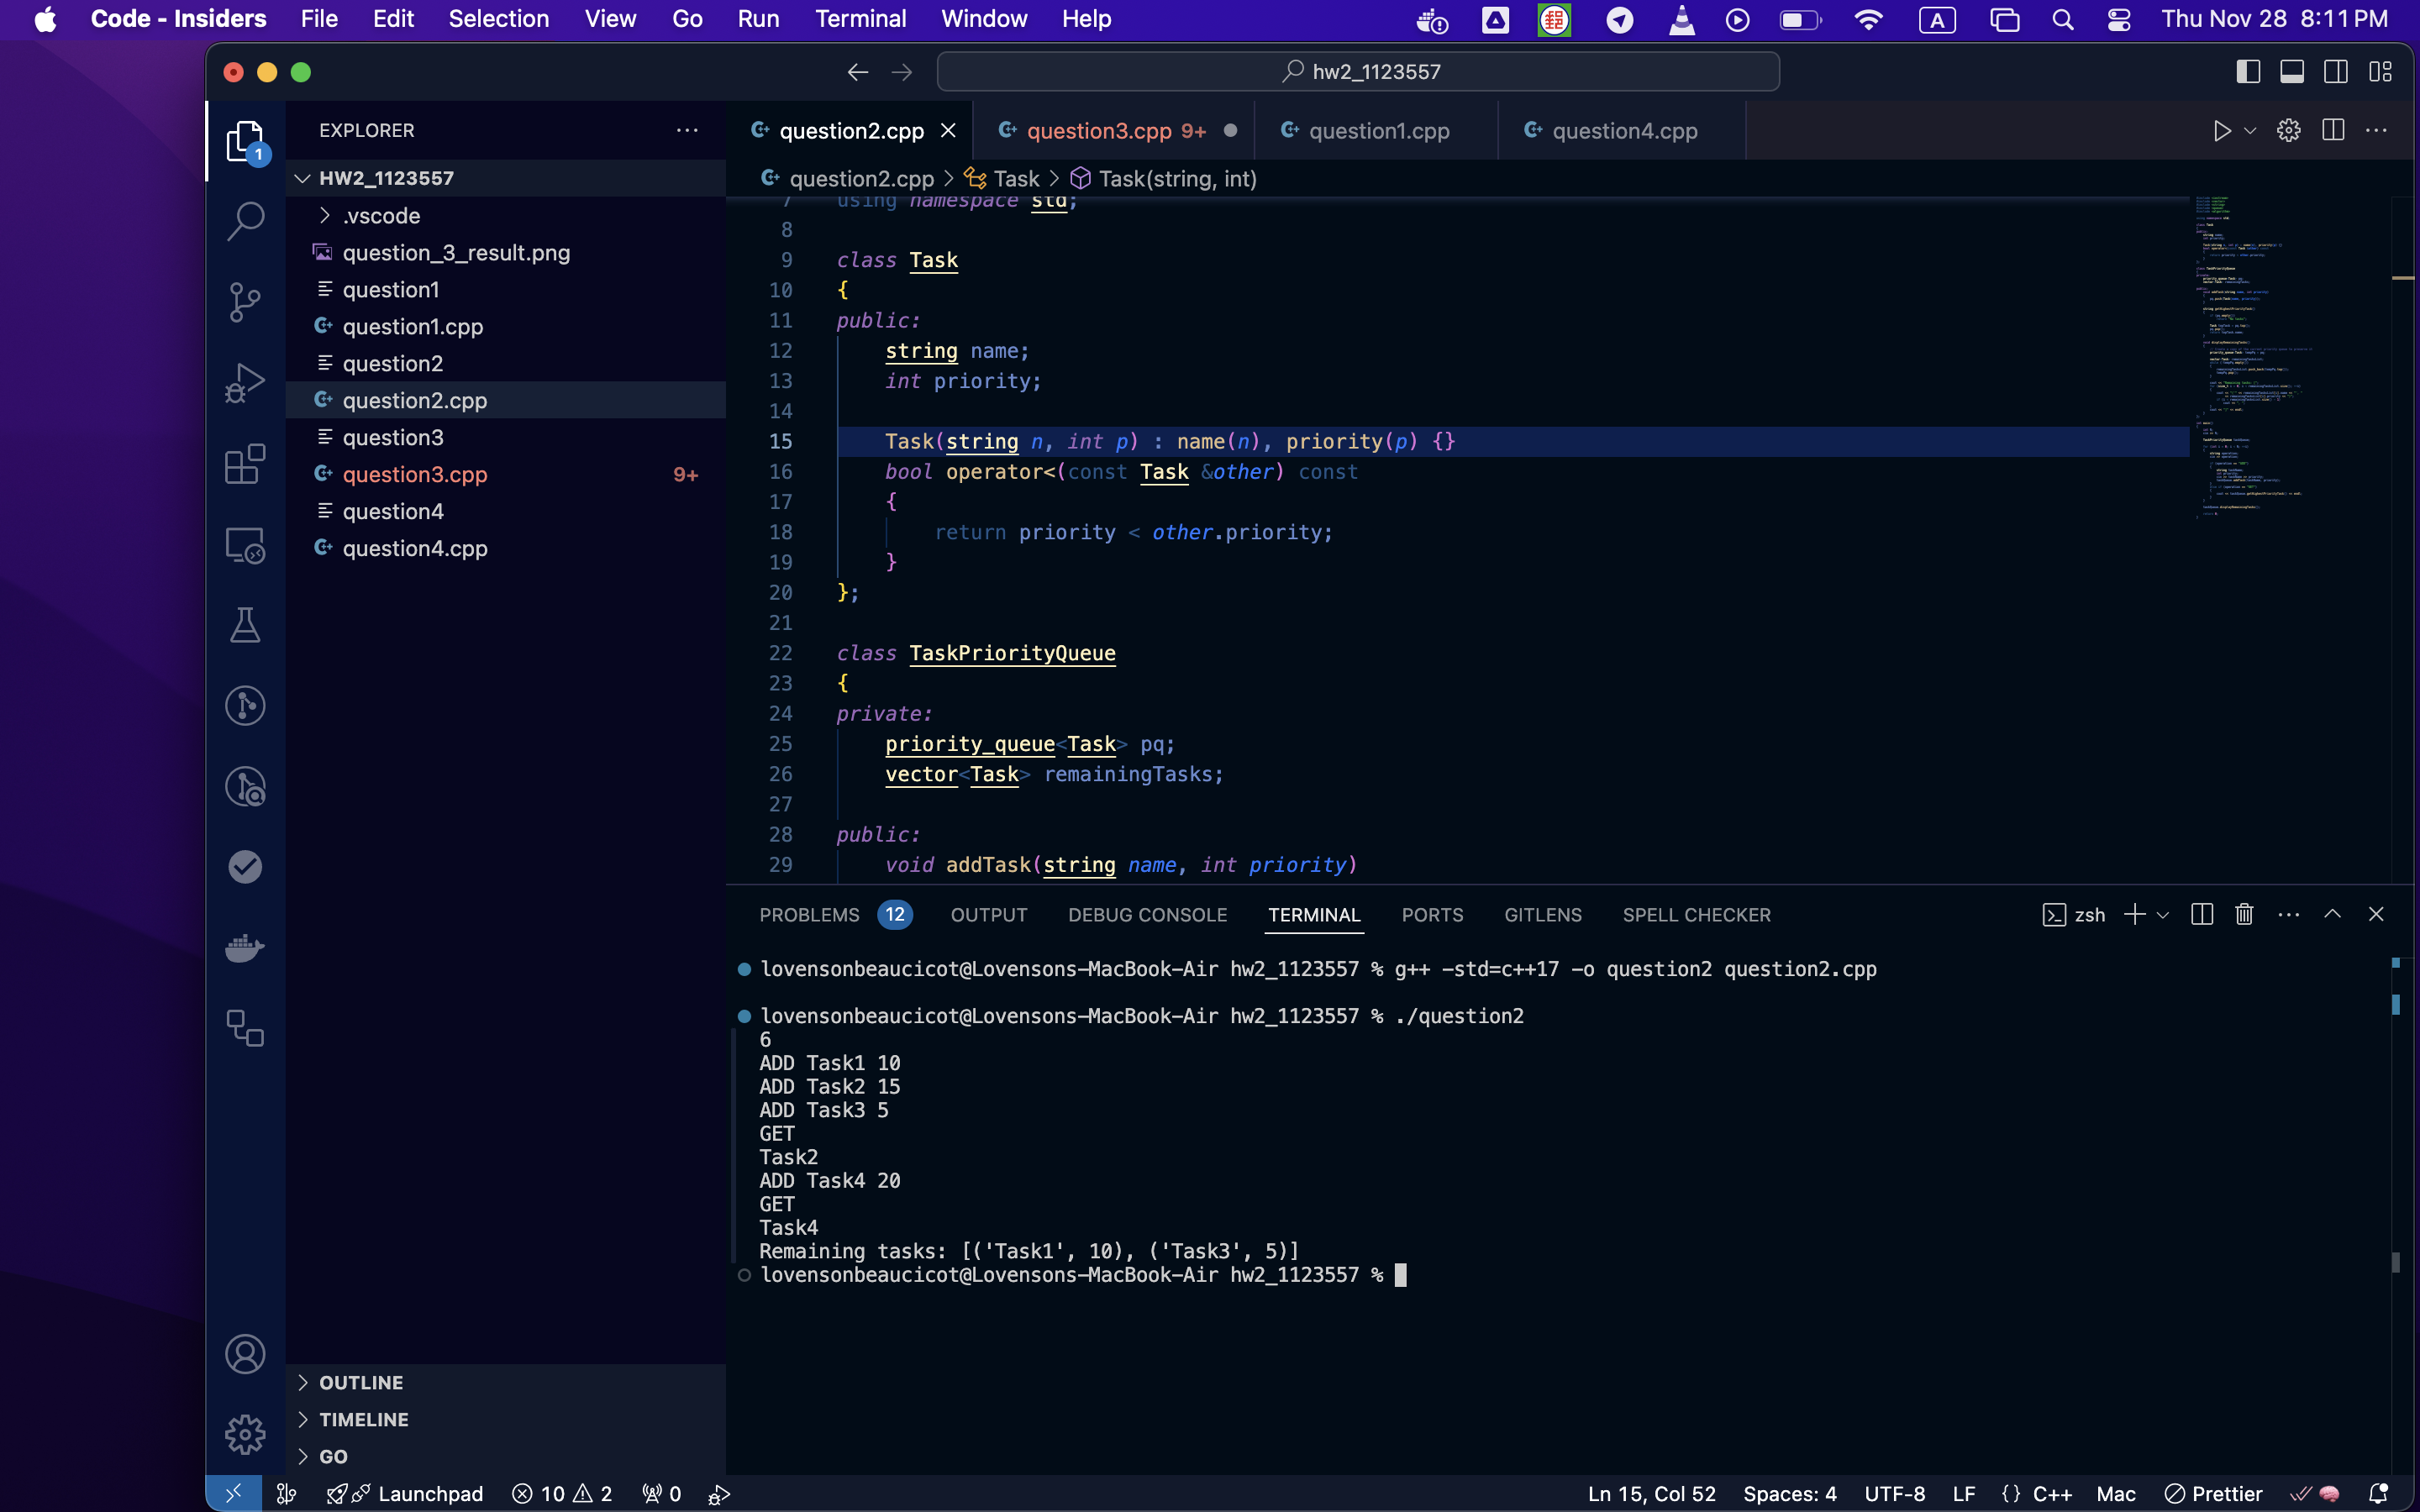 Code - Insiders File Edit Selection View Go Run Terminal Window Help A Thu Nov 28 8:11 PM
hw2_1123557
EXPLORER
HW2_1123557
.vscode
question_3_result.png
question1
question1.cpp
question2
question2.cpp
question3
question3.cpp 9+
question4
question4.cpp
OUTLINE
TIMELINE
GO
1
question2.cpp question3.cpp 9+ question1.cpp question4.cpp
question2.cpp > Task > Task(string, int)
7 using namespace std;
8
9 class Task
10 {
11 public:
12 string name;
13 int priority;
14
15 Task(string n, int p) : name(n), priority(p) {}
16 bool operator<(const Task &other) const
17 {
18 return priority < other.priority;
19 }
20 };
21
22 class TaskPriorityQueue
23 {
24 private:
25 priority_queue<Task> pq;
26 vector<Task> remainingTasks;
27
28 public:
29 void addTask(string name, int priority)
PROBLEMS 12 OUTPUT DEBUG CONSOLE TERMINAL PORTS GITLENS SPELL CHECKER zsh
lovensonbeaucicot@Lovensons-MacBook-Air hw2_1123557 % g++ -std=c++17 -o question2 question2.cpp
lovensonbeaucicot@Lovensons-MacBook-Air hw2_1123557 % ./question2
6
ADD Task1 10
ADD Task2 15
ADD Task3 5
GET
Task2
ADD Task4 20
GET
Task4
Remaining tasks: [('Task1', 10), ('Task3', 5)]
lovensonbeaucicot@Lovensons-MacBook-Air hw2_1123557 %
Launchpad 10 2 0 Ln 15, Col 52 Spaces: 4 UTF-8 LF {} C++ Mac Prettier